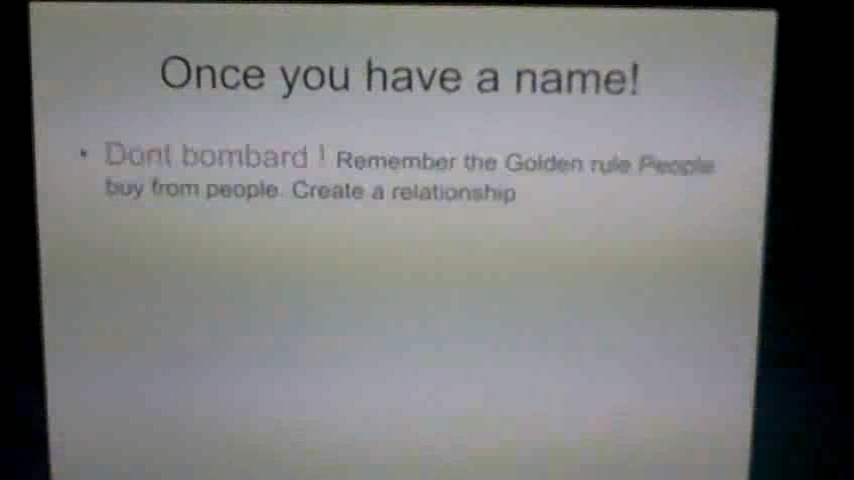 Once you have a name!
• Dont bombard ! Remember the Golden rule People
buy from people. Create a relationship